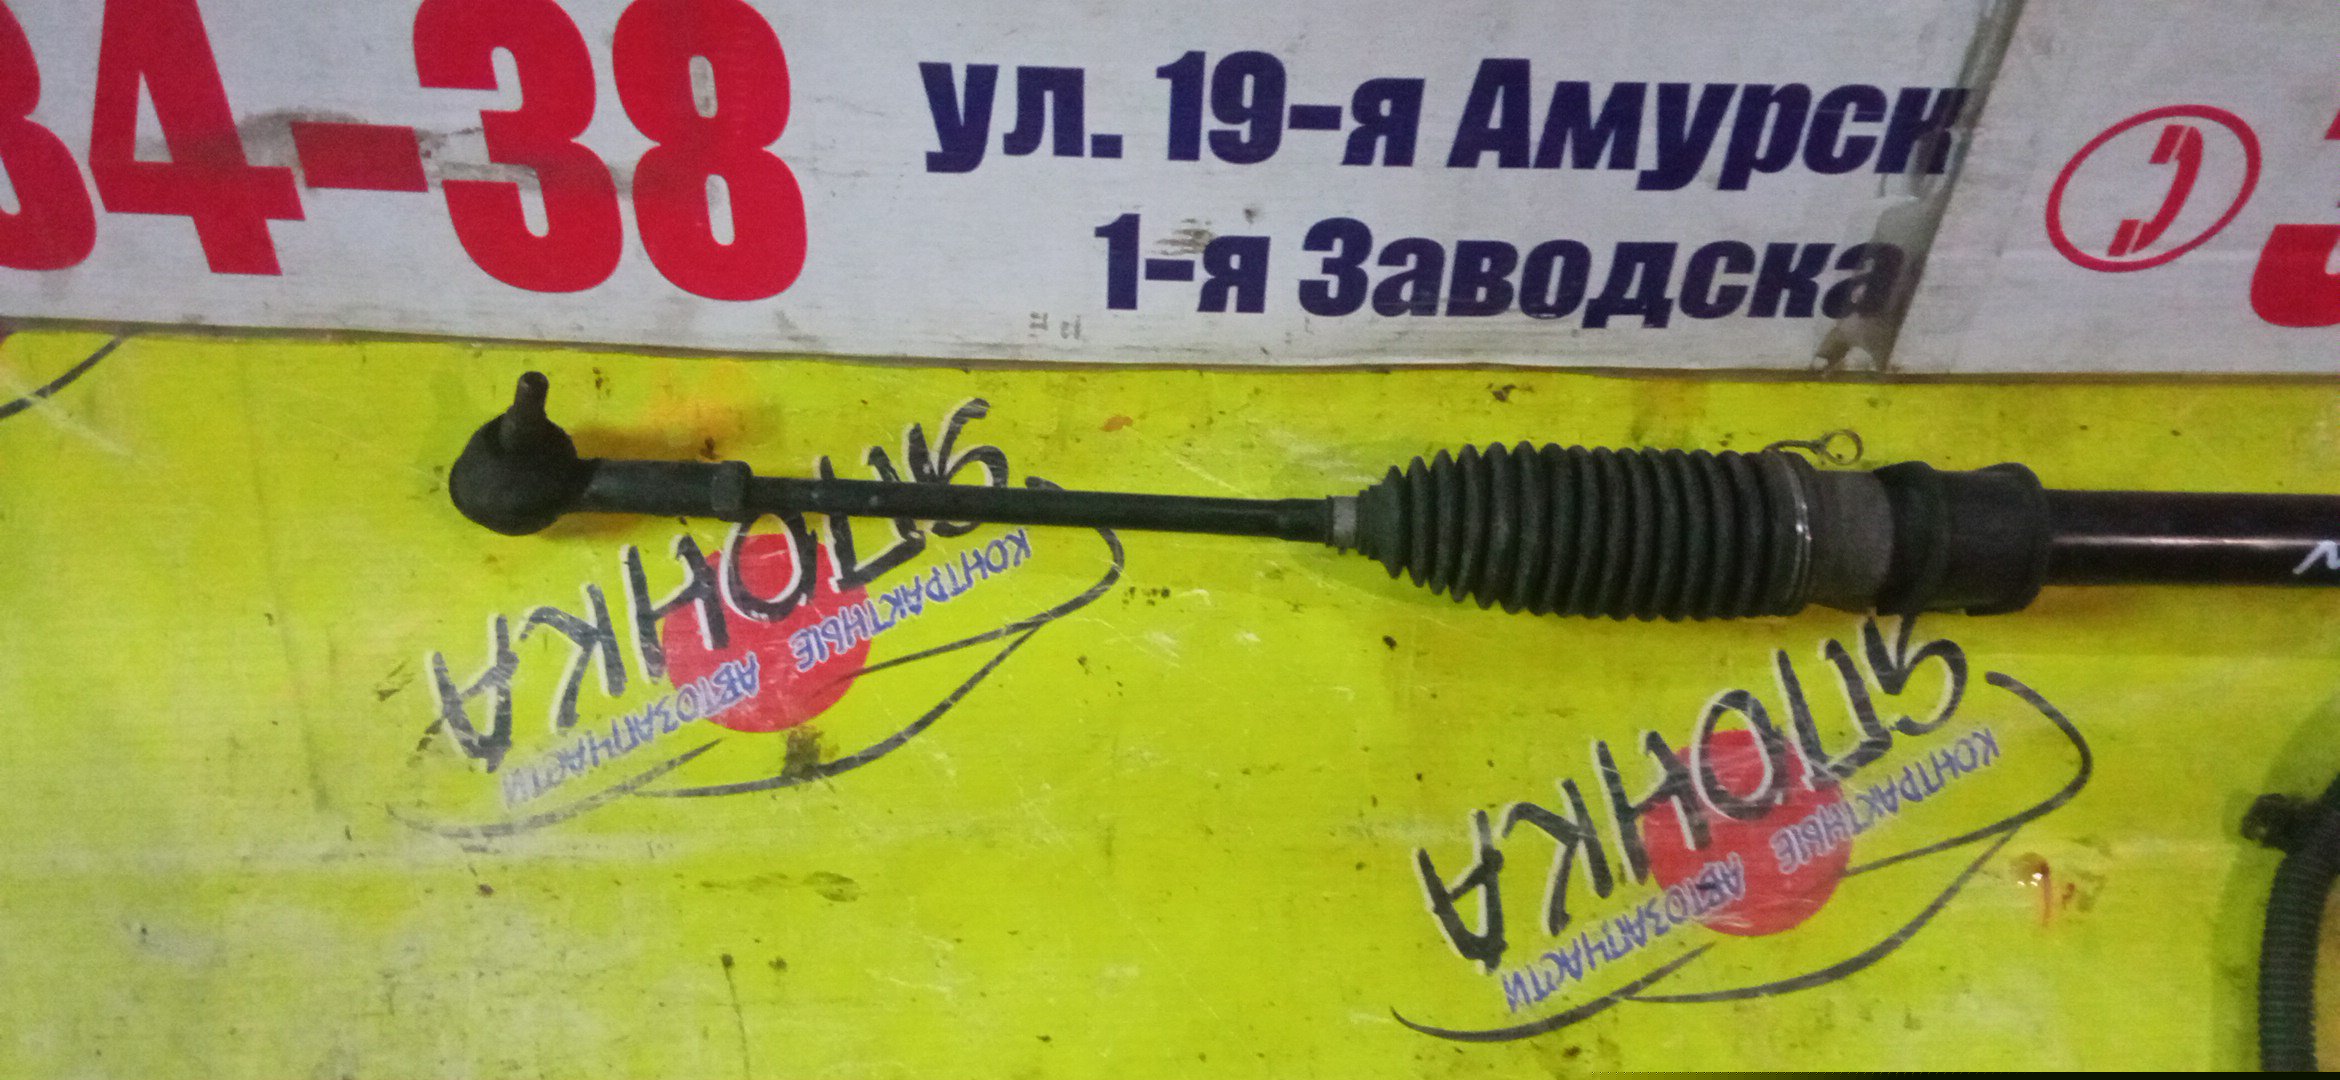 34-38
ул. 19-я Амурск
1-я Заводска
ЯПОНКА
КОНТРАКТНЫЕ АВТОЗАПЧАСТИ
ЯПОНКА
КОНТРАКТНЫЕ АВТОЗАПЧАСТИ